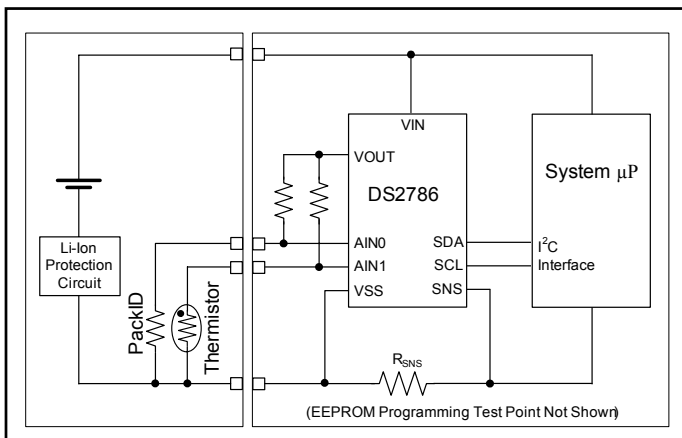 VIN
VOUT
DS2786
System µP
AIN0
AIN1
VSS
SDA
SCL
SNS
I²C
Interface
Li-Ion
Protection
Circuit
PackID
Thermistor
RSNS
(EEPROM Programming Test Point Not Shown)